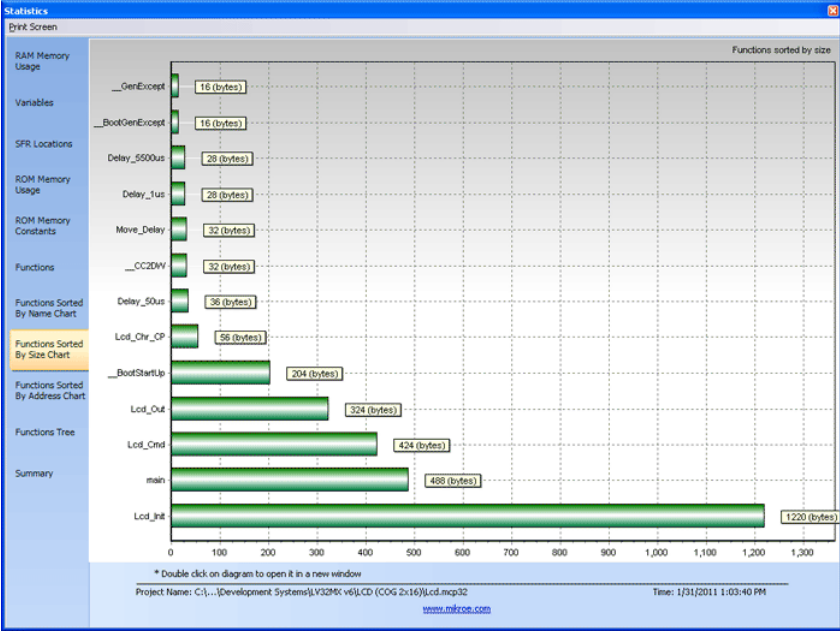 Statistics
Print Screen
RAM Memory
Usage
Variables
SFR Locations
ROM Memory
Usage
ROM Memory
Constants
Functions
Functions Sorted
By Name Chart
Functions Sorted
By Size Chart
Functions Sorted
By Address Chart
Functions Tree
Summary
Functions sorted by size
__GenExcept 16 (bytes)
__BootGenExcept 16 (bytes)
Delay_5500us 28 (bytes)
Delay_1us 28 (bytes)
Move_Delay 32 (bytes)
__CC2DW 32 (bytes)
Delay_50us 36 (bytes)
Lcd_Chr_CP 56 (bytes)
__BootStartUp 204 (bytes)
Lcd_Out 324 (bytes)
Lcd_Cmd 424 (bytes)
main 488 (bytes)
Lcd_Init 1220 (bytes)
0 100 200 300 400 500 600 700 800 900 1,000 1,100 1,200 1,300
* Double click on diagram to open it in a new window
Project Name: C:\...\Development Systems\LV32MX v6\LCD (COG 2x16)\Lcd.mcp32 Time: 1/31/2011 1:03:40 PM
www.mikroe.com